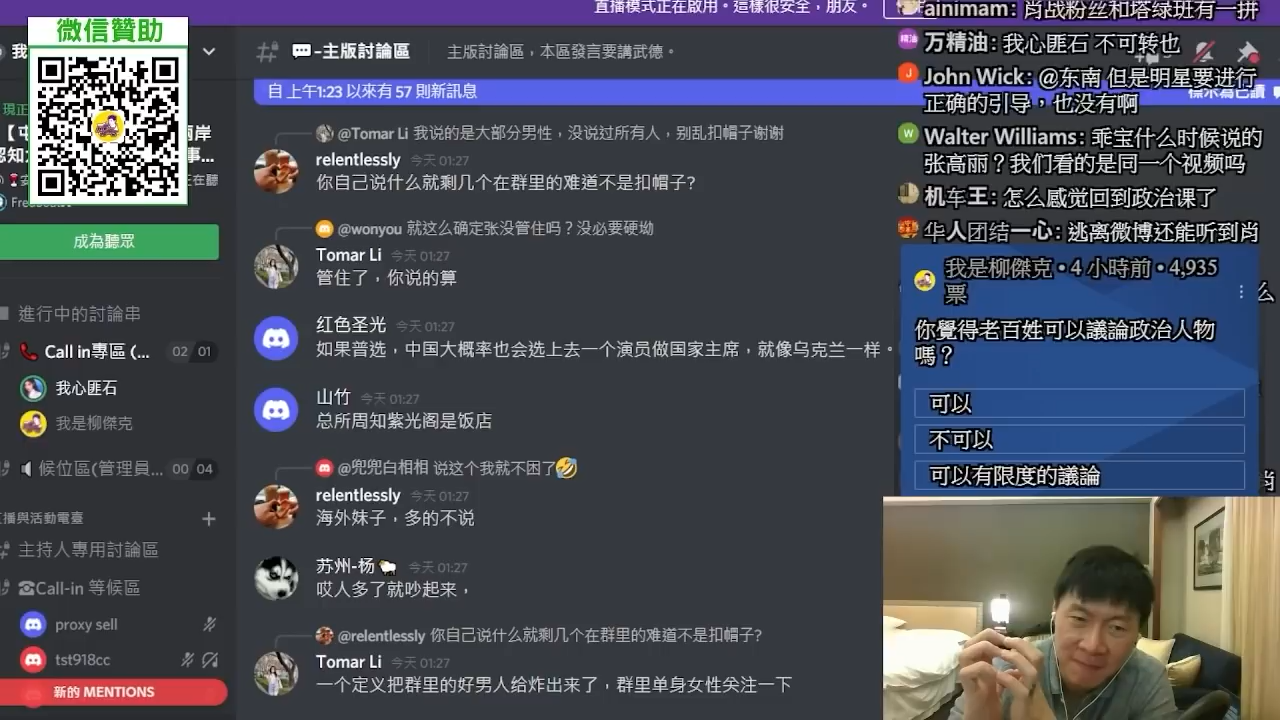 直播模式正在啟用。這樣很安全，朋友。
微信贊助
我
-主版討論區
主版討論區，本區發言要講武德。
自 上午1:23 以來有 57 則新訊息
標示為已讀
@Tomar Li 我说的是大部分男性，没说过所有人，别乱扣帽子谢谢
relentlessly 今天 01:27
你自己说什么就剩几个在群里的难道不是扣帽子?
@wonyou 就这么确定张没管住吗？没必要硬坳
Tomar Li 今天 01:27
管住了，你说的算
红色圣光 今天 01:27
如果普选，中国大概率也会选上去一个演员做国家主席，就像乌克兰一样。
山竹 今天 01:27
总所周知紫光阁是饭店
@兜兜白相相 说这个我就不困了🤣
relentlessly 今天 01:27
海外妹子，多的不说
苏州-杨🐑 今天 01:27
哎人多了就吵起来，
@relentlessly 你自己说什么就剩几个在群里的难道不是扣帽子?
Tomar Li 今天 01:27
一个定义把群里的好男人给炸出来了，群里单身女性关注一下
成為聽眾
進行中的討論串
Call in專區 (... 02 01
我心匪石
我是柳傑克
候位區(管理員... 00 04
直播與活動電臺
主持人專用討論區
☎Call-in 等候區
proxy sell
tst918cc
新的 MENTIONS
ainimam: 肖战粉丝和塔绿班有一拼
万精油: 我心匪石 不可转也
John Wick: @东南 但是明星要进行
正确的引导，也没有啊
Walter Williams: 乖宝什么时候说的
张高丽？我们看的是同一个视频吗
机车王: 怎么感觉回到政治课了
华人团结一心: 逃离微博还能听到肖
我是柳傑克 • 4 小時前 • 4,935
票
你覺得老百姓可以議論政治人物
嗎？
可以
不可以
可以有限度的議論